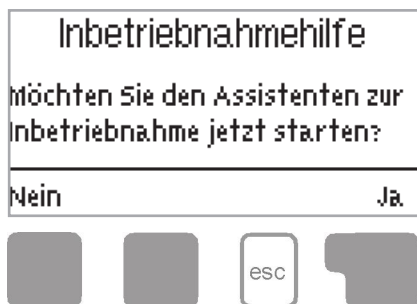 Inbetriebnahmehilfe
Möchten Sie den Assistenten zur
Inbetriebnahme jetzt starten?
Nein Ja
esc